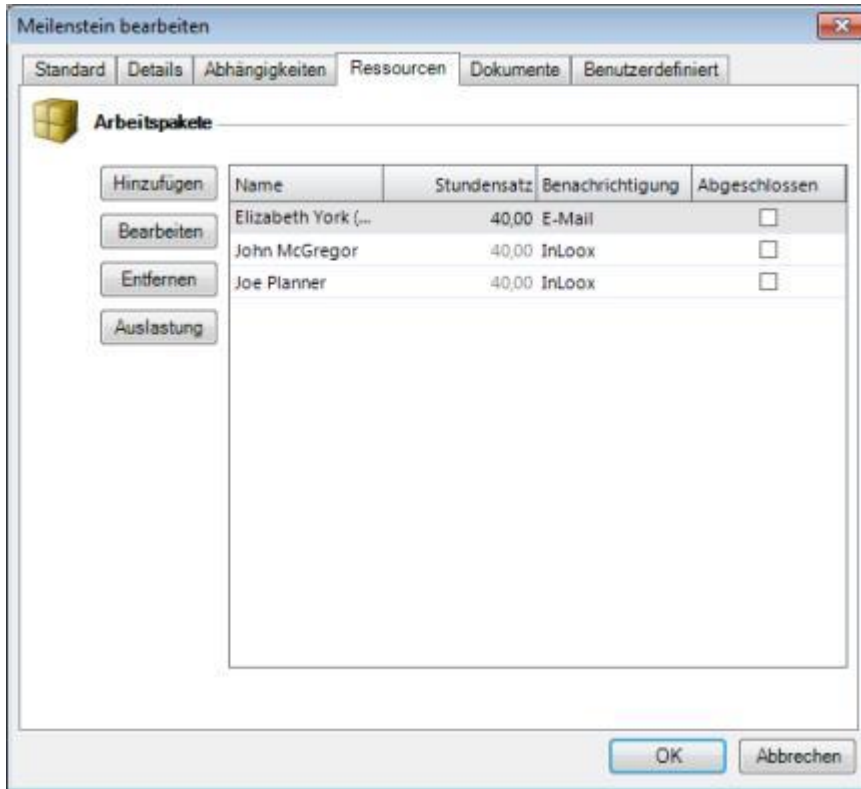 Meilenstein bearbeiten
Standard Details Abhängigkeiten Ressourcen Dokumente Benutzerdefiniert
Arbeitspakete
Hinzufügen
Bearbeiten
Entfernen
Auslastung
Name Stundensatz Benachrichtigung Abgeschlossen
Elizabeth York (... 40,00 E-Mail
John McGregor 40,00 InLoox
Joe Planner 40,00 InLoox
OK Abbrechen